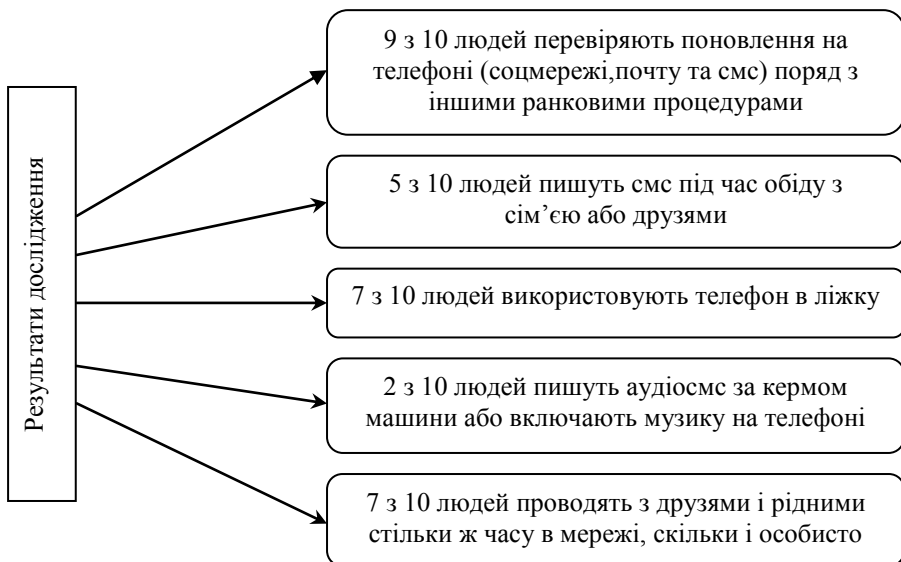 Результати дослідження
9 з 10 людей перевіряють поновлення на
телефоні (соцмережі,почту та смс) поряд з
іншими ранковими процедурами
5 з 10 людей пишуть смс під час обіду з
сім’єю або друзями
7 з 10 людей використовують телефон в ліжку
2 з 10 людей пишуть аудіосмс за кермом
машини або включають музику на телефоні
7 з 10 людей проводять з друзями і рідними
стільки ж часу в мережі, скільки і особисто